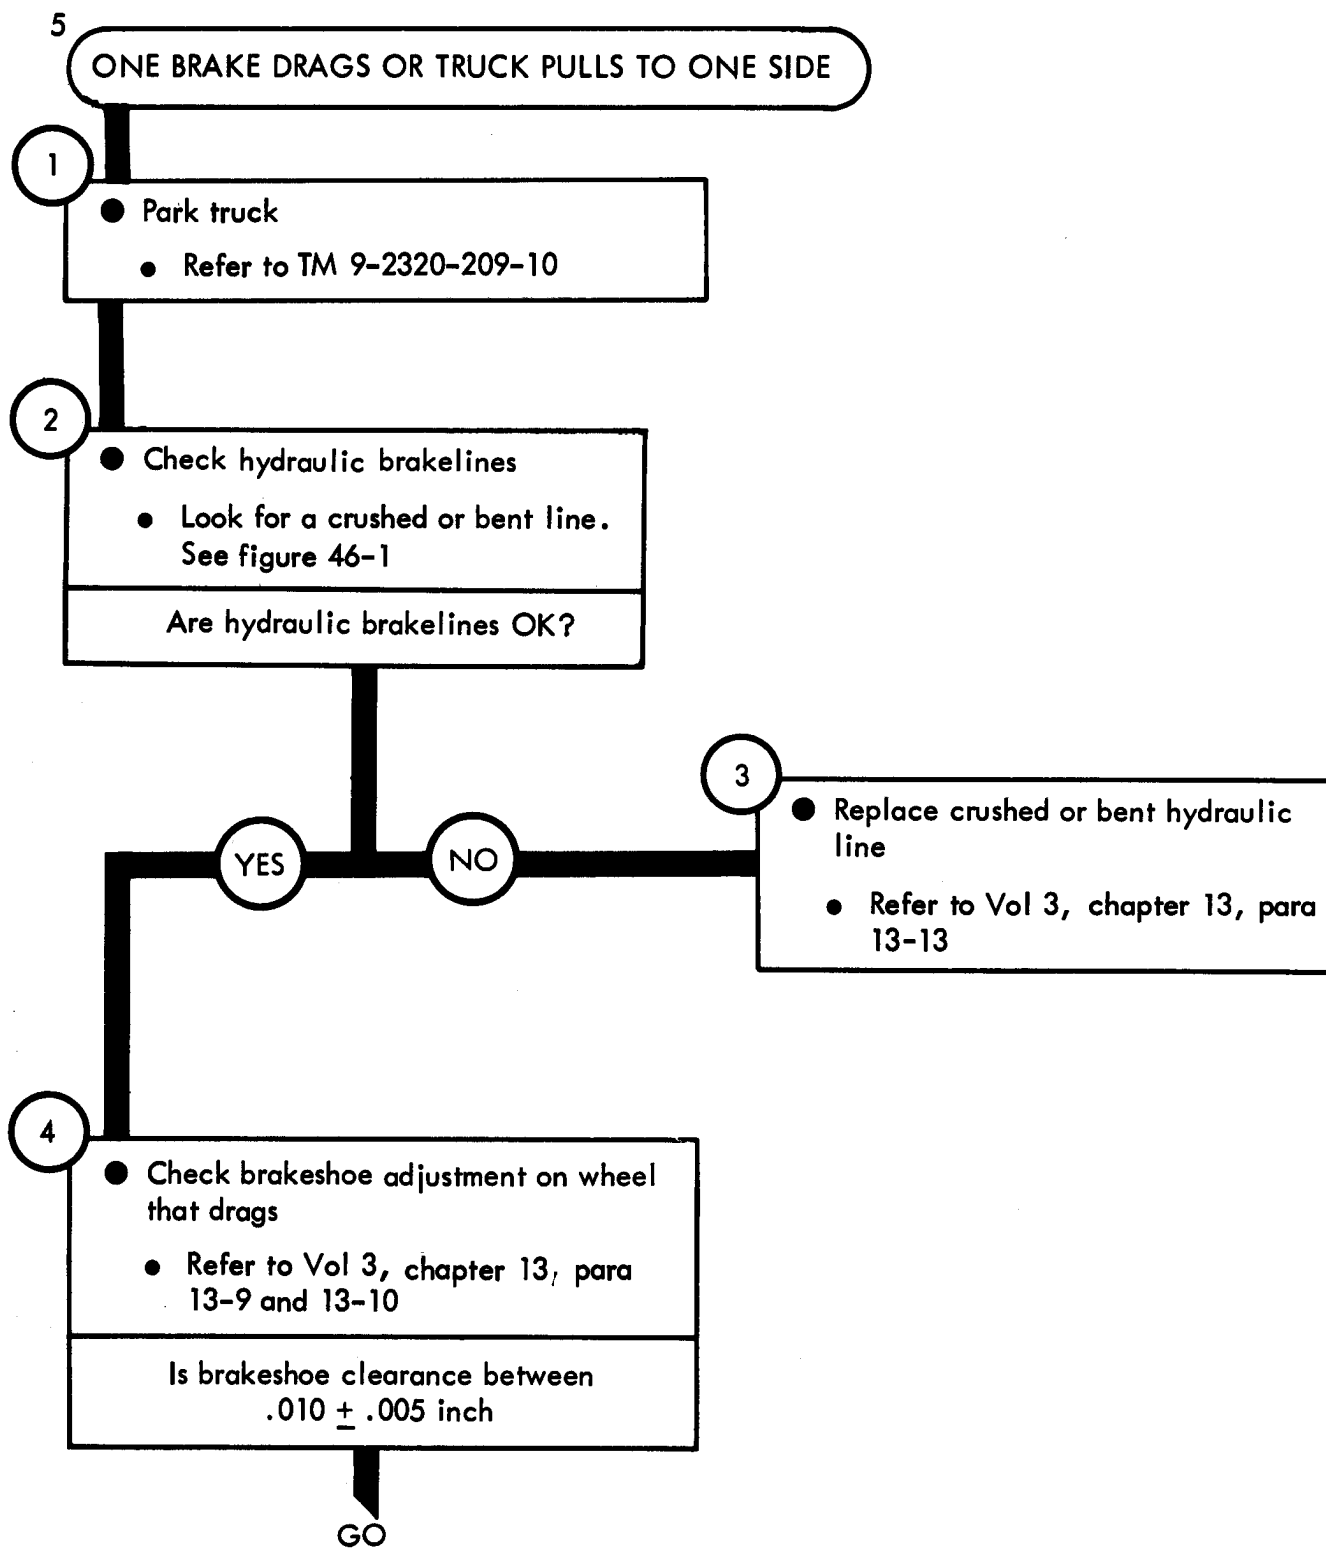 5
ONE BRAKE DRAGS OR TRUCK PULLS TO ONE SIDE
1
● Park truck
● Refer to TM 9-2320-209-10
2
● Check hydraulic brakelines
● Look for a crushed or bent line.
See figure 46-1
Are hydraulic brakelines OK?
3
● Replace crushed or bent hydraulic
line
● Refer to Vol 3, chapter 13, para
13-13
YES
NO
4
● Check brakeshoe adjustment on wheel
that drags
● Refer to Vol 3, chapter 13, para
13-9 and 13-10
Is brakeshoe clearance between
.010 ± .005 inch
GO